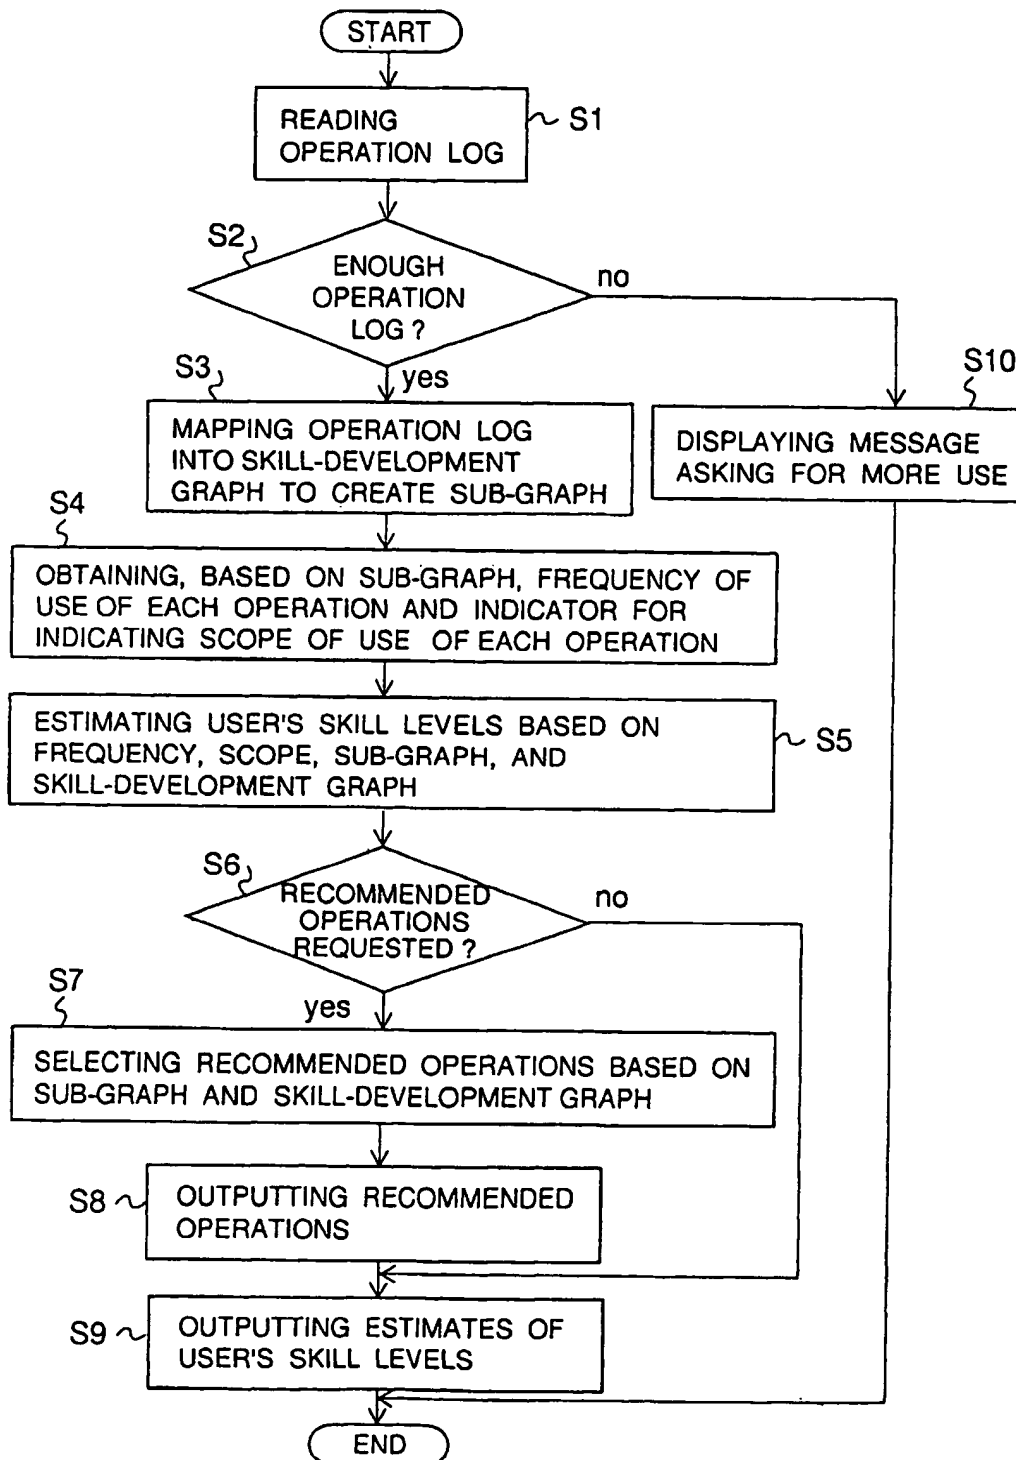 START
READING
OPERATION LOG
S1
S2
ENOUGH
OPERATION
LOG ?
no
yes
S3
S10
MAPPING OPERATION LOG
INTO SKILL-DEVELOPMENT
GRAPH TO CREATE SUB-GRAPH
DISPLAYING MESSAGE
ASKING FOR MORE USE
S4
OBTAINING, BASED ON SUB-GRAPH, FREQUENCY OF
USE OF EACH OPERATION AND INDICATOR FOR
INDICATING SCOPE OF USE OF EACH OPERATION
ESTIMATING USER'S SKILL LEVELS BASED ON
FREQUENCY, SCOPE, SUB-GRAPH, AND
SKILL-DEVELOPMENT GRAPH
S5
S6
RECOMMENDED
OPERATIONS
REQUESTED ?
no
yes
S7
SELECTING RECOMMENDED OPERATIONS BASED ON
SUB-GRAPH AND SKILL-DEVELOPMENT GRAPH
S8
OUTPUTTING RECOMMENDED
OPERATIONS
S9
OUTPUTTING ESTIMATES OF
USER'S SKILL LEVELS
END